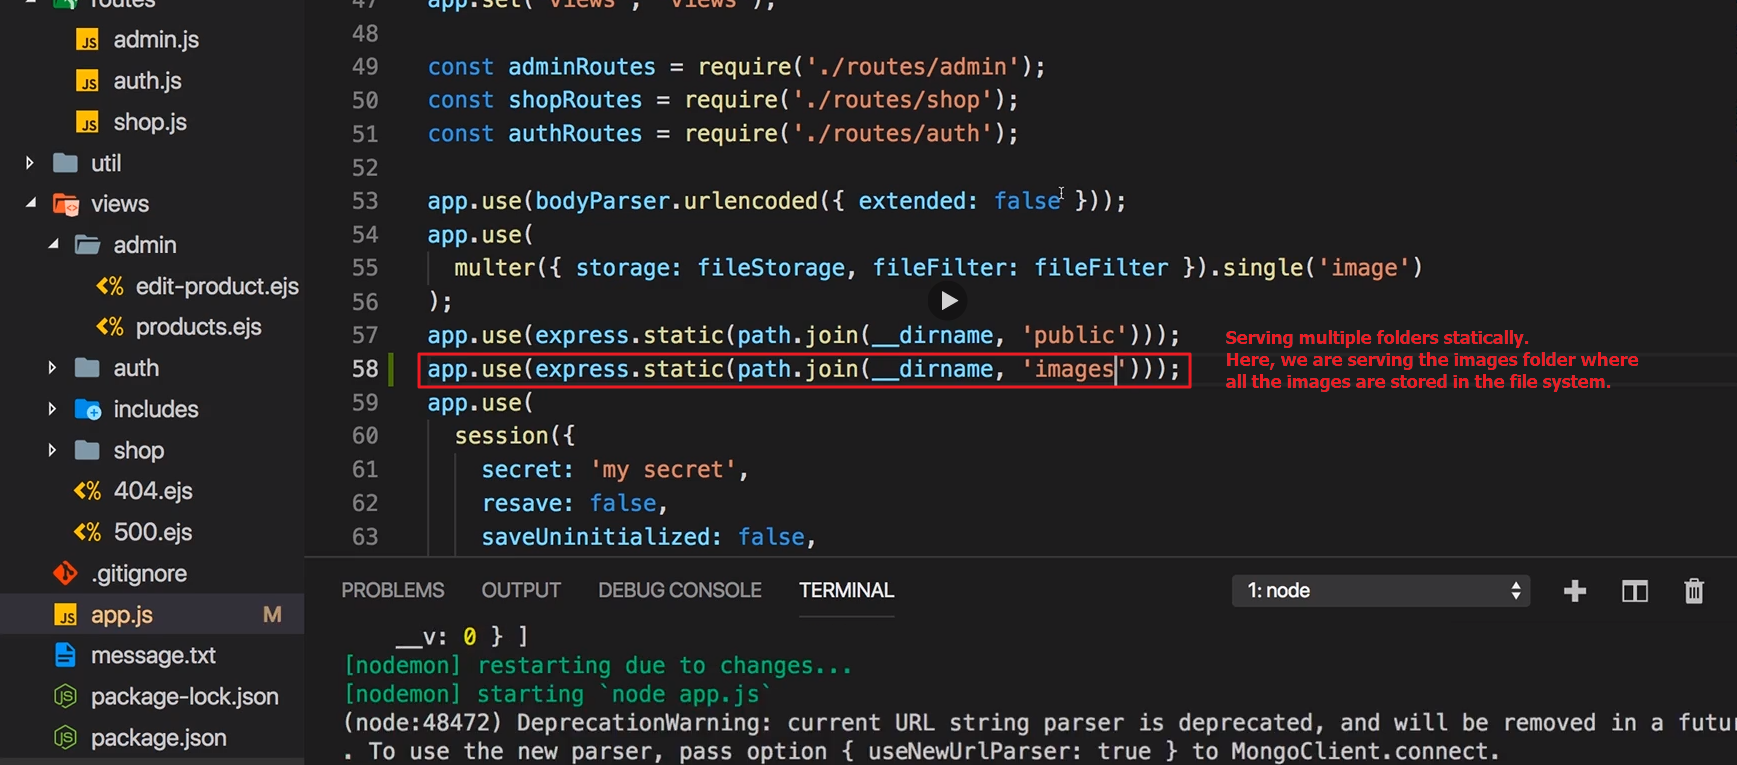 routes
admin.js
auth.js
shop.js
util
views
admin
edit-product.ejs
products.ejs
auth
includes
shop
404.ejs
500.ejs
.gitignore
app.js M
message.txt
package-lock.json
package.json
47 app.set('views', 'views');
48
49 const adminRoutes = require('./routes/admin');
50 const shopRoutes = require('./routes/shop');
51 const authRoutes = require('./routes/auth');
52
53 app.use(bodyParser.urlencoded({ extended: false }));
54 app.use(
55 multer({ storage: fileStorage, fileFilter: fileFilter }).single('image')
56 );
57 app.use(express.static(path.join(__dirname, 'public')));
58 app.use(express.static(path.join(__dirname, 'images')));
59 app.use(
60 session({
61 secret: 'my secret',
62 resave: false,
63 saveUninitialized: false,
Serving multiple folders statically.
Here, we are serving the images folder where
all the images are stored in the file system.
PROBLEMS OUTPUT DEBUG CONSOLE TERMINAL 1: node
__v: 0 } ]
[nodemon] restarting due to changes...
[nodemon] starting `node app.js`
(node:48472) DeprecationWarning: current URL string parser is deprecated, and will be removed in a futu
. To use the new parser, pass option { useNewUrlParser: true } to MongoClient.connect.